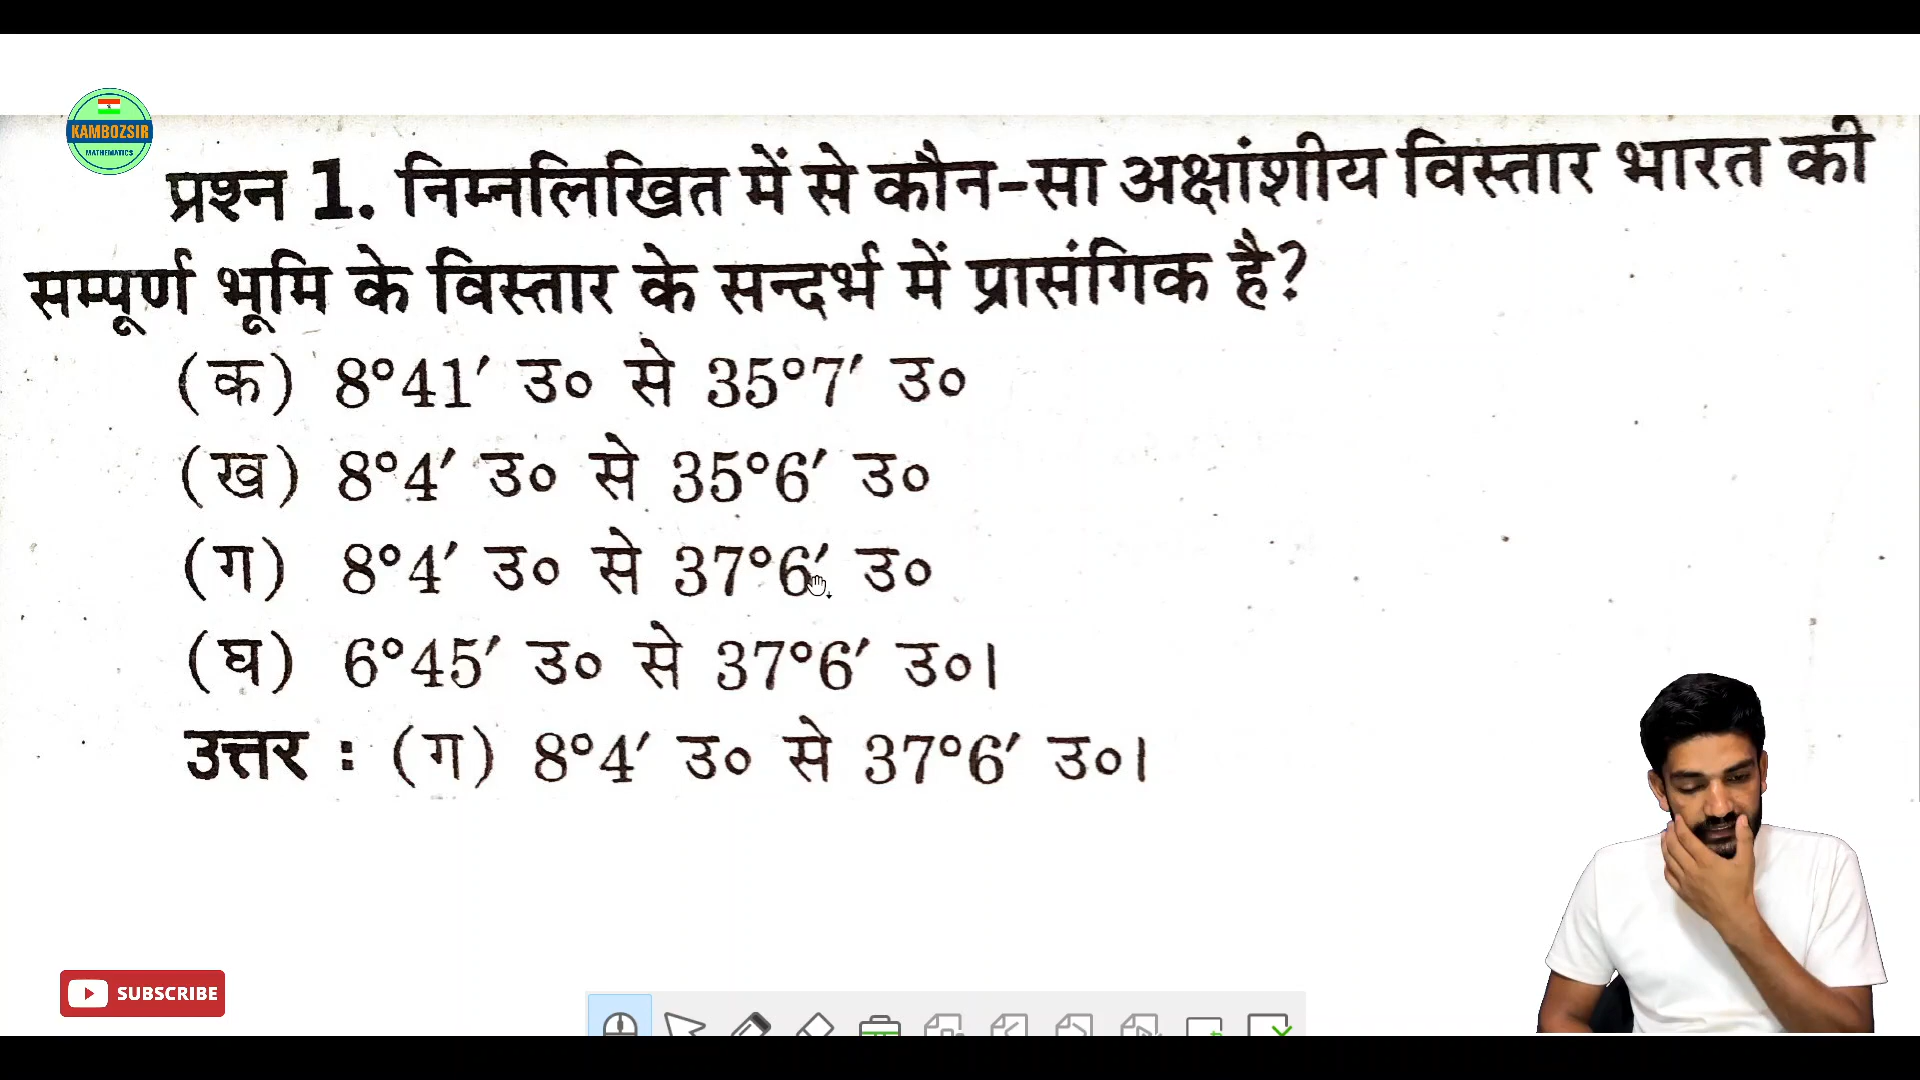 KAMBOZSIR
MATHEMATICS
प्रश्न 1. निम्नलिखित में से कौन-सा अक्षांशीय विस्तार भारत की
सम्पूर्ण भूमि के विस्तार के सन्दर्भ में प्रासंगिक है?
(क) 8°41′ उ० से 35°7′ उ०
(ख) 8°4′ उ० से 35°6′ उ०
(ग) 8°4′ उ० से 37°6′ उ०
(घ) 6°45′ उ० से 37°6′ उ०।
उत्तर : (ग) 8°4′ उ० से 37°6′ उ०।
SUBSCRIBE